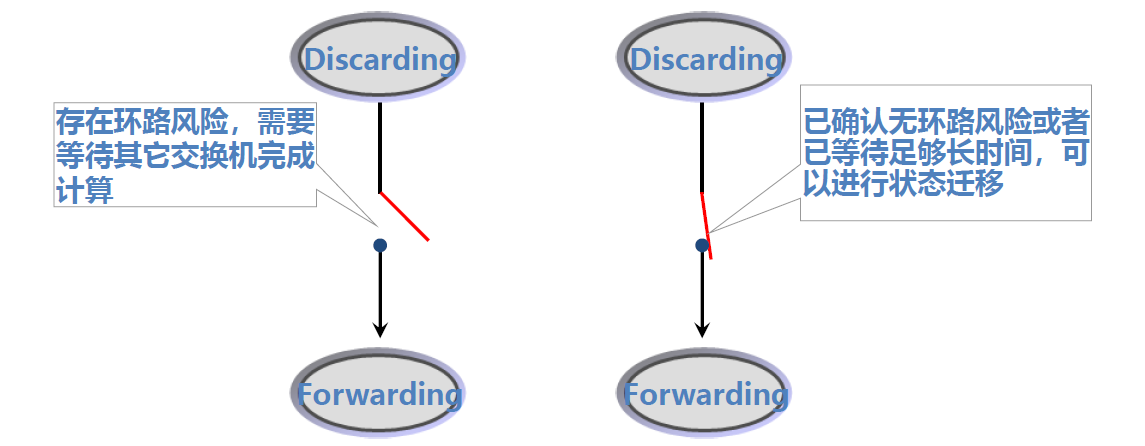 Discarding
存在环路风险，需要
等待其它交换机完成
计算
Forwarding
Discarding
已确认无环路风险或者
已等待足够长时间，可
以进行状态迁移
Forwarding